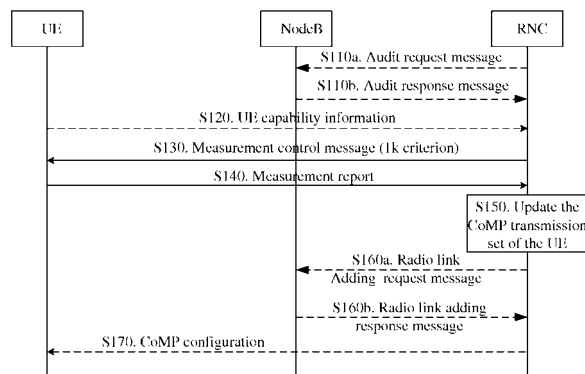 UE
NodeB
RNC
S110a. Audit request message
S110b. Audit response message
S120. UE capability information
S130. Measurement control message (1k criterion)
S140. Measurement report
S150. Update the
CoMP transmission
set of the UE
S160a. Radio link
Adding request message
S160b. Radio link adding
response message
S170. CoMP configuration